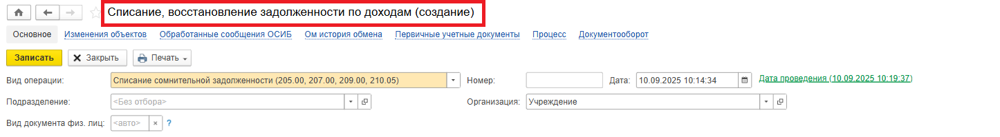 Списание, восстановление задолженности по доходам (создание)
Основное Изменения объектов Обработанные сообщения ОСИБ Ом история обмена Первичные учетные документы Процесс Документооборот
Записать Закрыть Печать
Вид операции: Списание сомнительной задолженности (205.00, 207.00, 209.00, 210.05) Номер: Дата: 10.09.2025 10:14:34 Дата проведения (10.09.2025 10:19:37)
Подразделение: <Без отбора> Организация: Учреждение
Вид документа физ. лиц: <авто> × ?